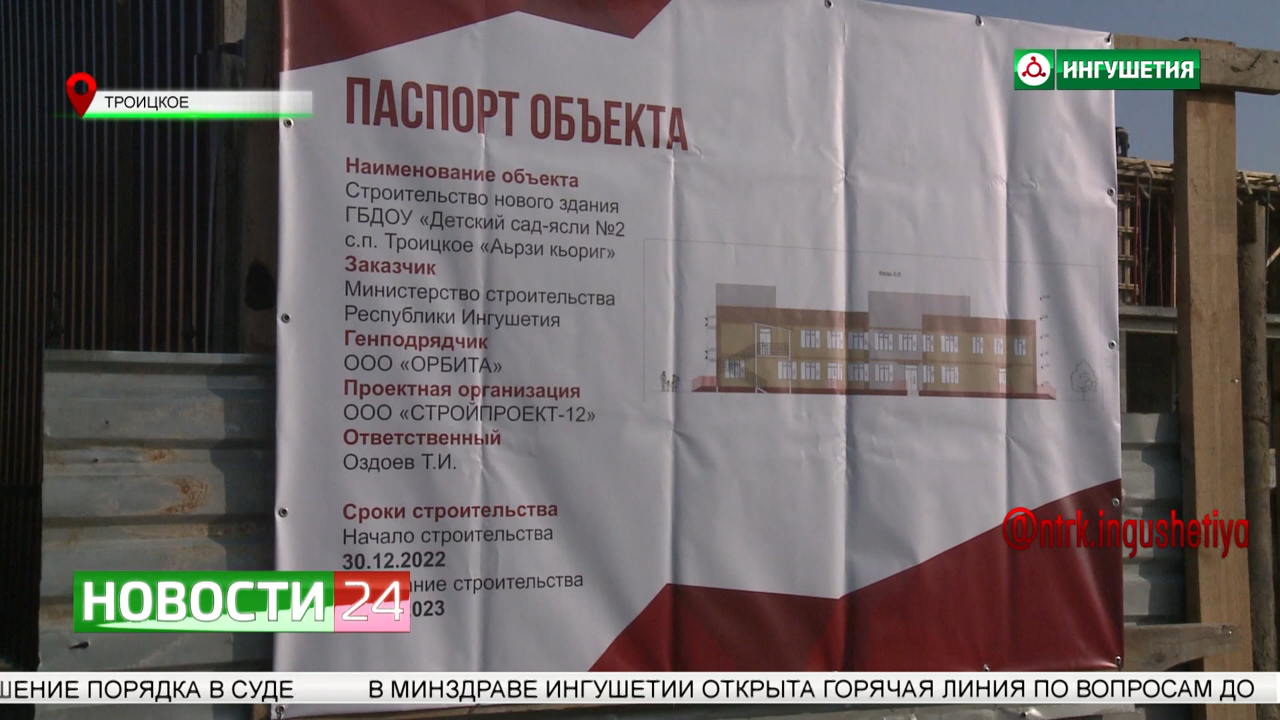 ТРОИЦКОЕ
ИНГУШЕТИЯ
ПАСПОРТ ОБЪЕКТА
Наименование объекта
Строительство нового здания
ГБДОУ «Детский сад-ясли №2
с.п. Троицкое «Аьрзи кьориг»
Заказчик
Министерство строительства
Республики Ингушетия
Генподрядчик
ООО «ОРБИТА»
Проектная организация
ООО «СТРОЙПРОЕКТ-12»
Ответственный
Оздоев Т.И.
Сроки строительства
Начало строительства
30.12.2022
строительства
023
@ntrk.ingushetiya
НОВОСТИ 24
ШЕНИЕ ПОРЯДКА В СУДЕ В МИНЗДРАВЕ ИНГУШЕТИИ ОТКРЫТА ГОРЯЧАЯ ЛИНИЯ ПО ВОПРОСАМ ДО